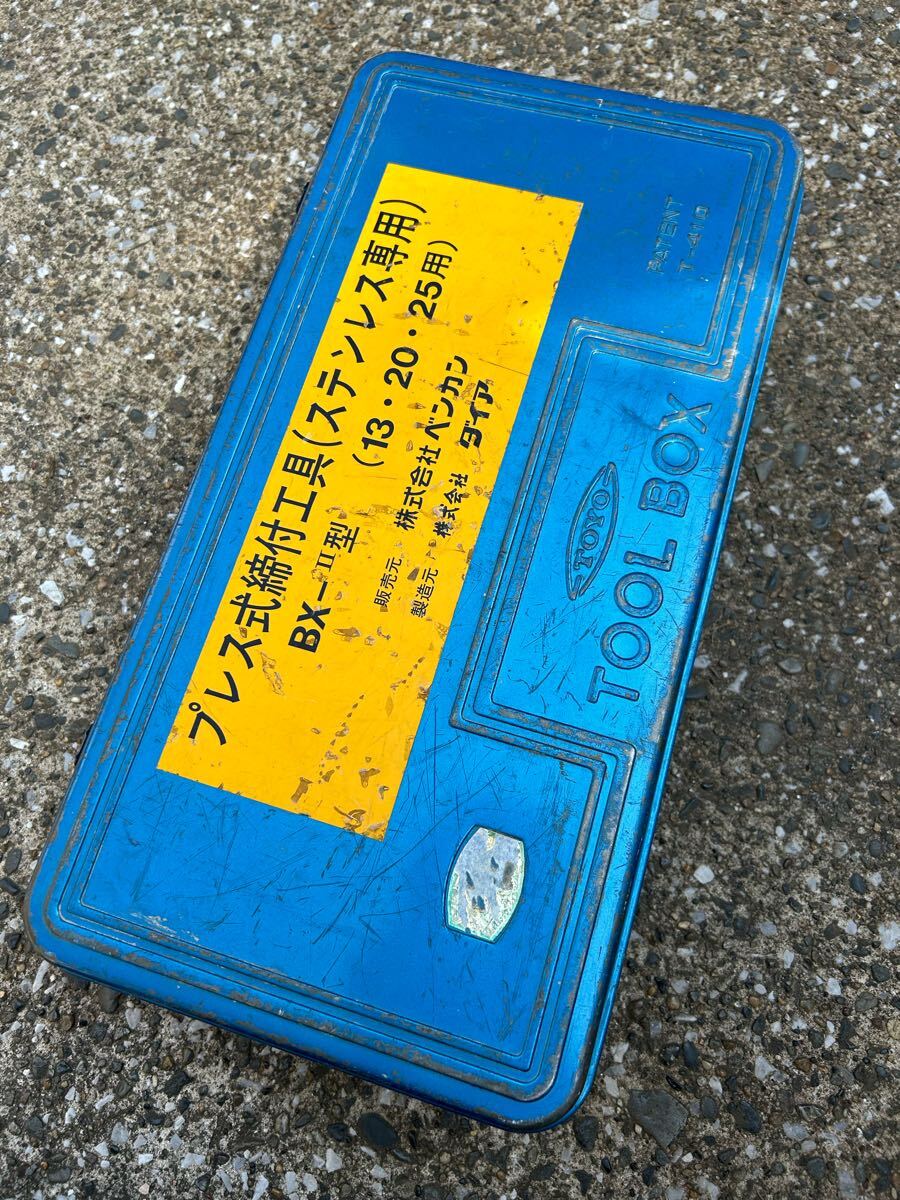 プレス式締付工具(ステンレス専用)
BX-II型 (13・20・25用)
販売元 株式会社 ベンカン
製造元 株式会社 ダイア
TOYO
TOOL BOX
PATENT
T-410